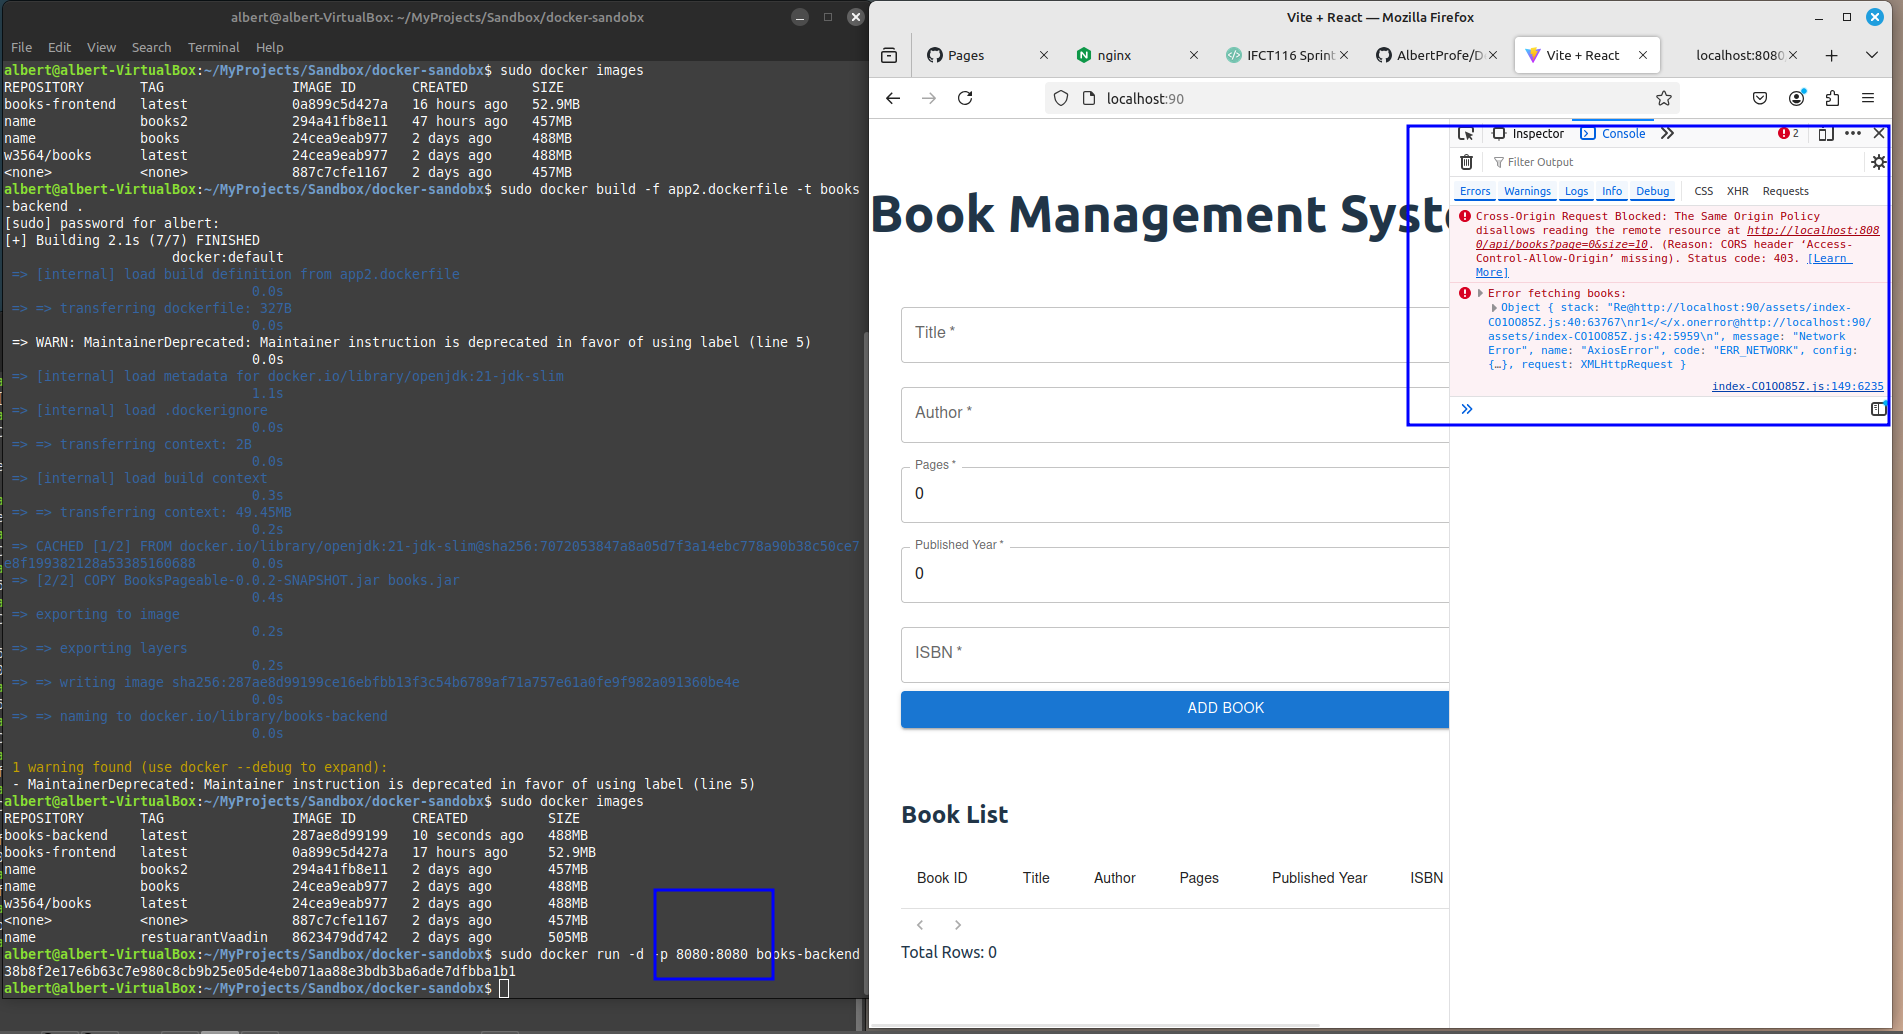 albert@albert-VirtualBox: ~/MyProjects/Sandbox/docker-sandobx
File Edit View Search Terminal Help
albert@albert-VirtualBox:~/MyProjects/Sandbox/docker-sandobx$ sudo docker images
REPOSITORY TAG IMAGE ID CREATED SIZE
books-frontend latest 0a899c5d427a 16 hours ago 52.9MB
name books2 294a41fb8e11 47 hours ago 457MB
name books 24cea9eab977 2 days ago 488MB
w3564/books latest 24cea9eab977 2 days ago 488MB
<none> <none> 887c7cfe1167 2 days ago 457MB
albert@albert-VirtualBox:~/MyProjects/Sandbox/docker-sandobx$ sudo docker build -f app2.dockerfile -t books
-backend .
[sudo] password for albert:
[+] Building 2.1s (7/7) FINISHED
docker:default
=> [internal] load build definition from app2.dockerfile
0.0s
=> => transferring dockerfile: 327B
0.0s
=> WARN: MaintainerDeprecated: Maintainer instruction is deprecated in favor of using label (line 5)
0.0s
=> [internal] load metadata for docker.io/library/openjdk:21-jdk-slim
1.1s
=> [internal] load .dockerignore
0.0s
=> => transferring context: 2B
0.0s
=> [internal] load build context
0.3s
=> => transferring context: 49.45MB
0.2s
=> CACHED [1/2] FROM docker.io/library/openjdk:21-jdk-slim@sha256:7072053847a8a05d7f3a14ebc778a90b38c50ce7
e8f199382128a53385160688 0.0s
=> [2/2] COPY BooksPageable-0.0.2-SNAPSHOT.jar books.jar
0.4s
=> exporting to image
0.2s
=> => exporting layers
0.2s
=> => writing image sha256:287ae8d99199ce16ebfbb13f3c54b6789af71a757e61a0fe9f982a091360be4e
0.0s
=> => naming to docker.io/library/books-backend
0.0s
1 warning found (use docker --debug to expand):
- MaintainerDeprecated: Maintainer instruction is deprecated in favor of using label (line 5)
albert@albert-VirtualBox:~/MyProjects/Sandbox/docker-sandobx$ sudo docker images
REPOSITORY TAG IMAGE ID CREATED SIZE
books-backend latest 287ae8d99199 10 seconds ago 488MB
books-frontend latest 0a899c5d427a 17 hours ago 52.9MB
name books2 294a41fb8e11 2 days ago 457MB
name books 24cea9eab977 2 days ago 488MB
w3564/books latest 24cea9eab977 2 days ago 488MB
<none> <none> 887c7cfe1167 2 days ago 457MB
name restuarantVaadin 8623479dd742 2 days ago 505MB
albert@albert-VirtualBox:~/MyProjects/Sandbox/docker-sandobx$ sudo docker run -d -p 8080:8080 books-backend
38b8f2e17e6b63c7e980c8cb9b25e05de4eb071aa88e3bdb3ba6ade7dfbba1b1
albert@albert-VirtualBox:~/MyProjects/Sandbox/docker-sandobx$
Vite + React — Mozilla Firefox
Pages nginx IFCT116 Sprint AlbertProfe/D Vite + React localhost:8080
localhost:90
Book Management Syst
Title *
Author *
Pages *
0
Published Year *
0
ISBN *
ADD BOOK
Book List
Book ID Title Author Pages Published Year ISBN
Total Rows: 0
Inspector Console 2
Filter Output
Errors Warnings Logs Info Debug CSS XHR Requests
Cross-Origin Request Blocked: The Same Origin Policy
disallows reading the remote resource at http://localhost:808
0/api/books?page=0&size=10. (Reason: CORS header ‘Access-
Control-Allow-Origin’ missing). Status code: 403. [Learn
More]
Error fetching books:
Object { stack: "Re@http://localhost:90/assets/index-
CO1OO85Z.js:40:63767\nr1</</x.onerror@http://localhost:90/
assets/index-CO1OO85Z.js:42:5959\n", message: "Network
Error", name: "AxiosError", code: "ERR_NETWORK", config:
{…}, request: XMLHttpRequest }
index-CO1OO85Z.js:149:6235